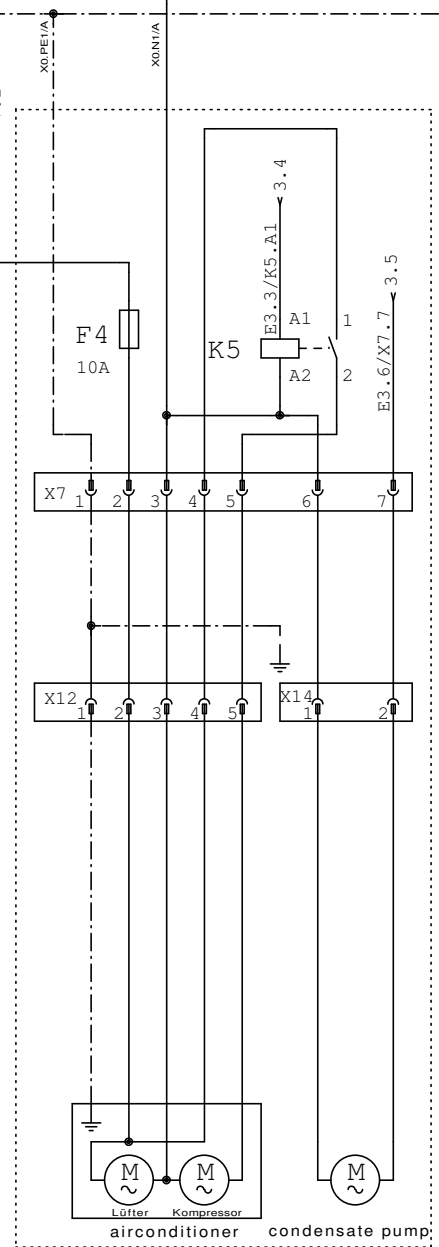 X0.PE1/A
X0.N1/A
3.4
E3.3/K5.A1
3.5
E3.6/X7.7
F4
10A
K5
A1
A2
1
2
X7 1 2 3 4 5 6 7
X12 1 2 3 4 5
X14 1 2
M ~
M ~
M ~
Lüfter
Kompressor
airconditioner
condensate pump